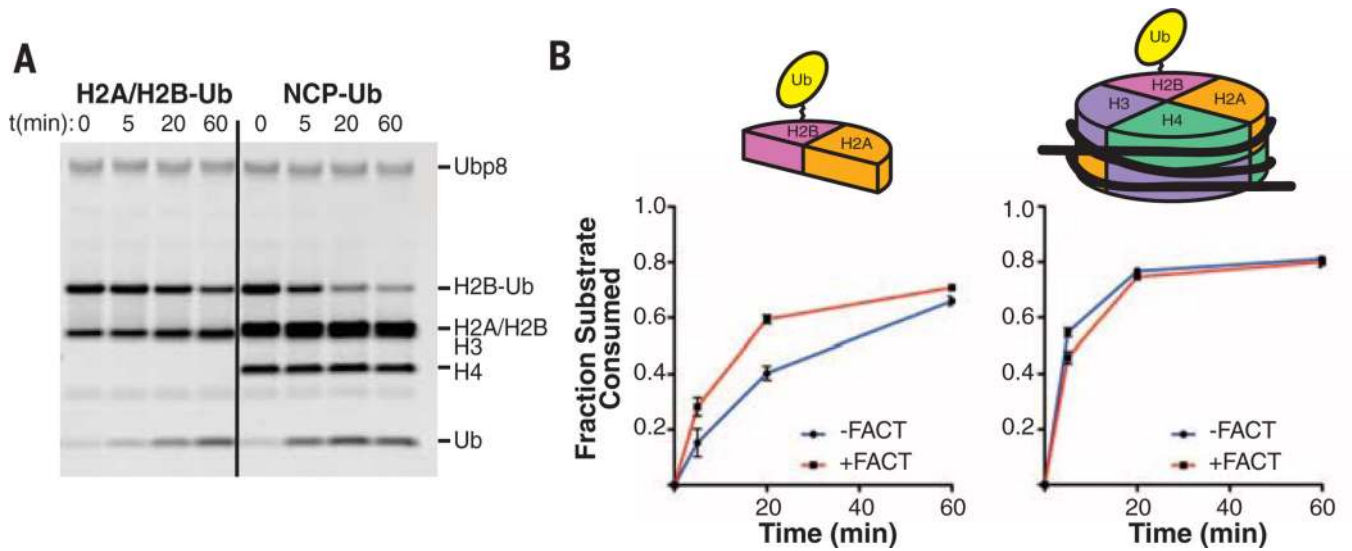 A
H2A/H2B-Ub NCP-Ub
t(min): 0 5 20 60 0 5 20 60
Ubp8
H2B-Ub
H2A/H2B
H3
H4
Ub
B
Ub
H2B
H2A
Ub
H2B
H3
H2A
H4
Fraction Substrate
Consumed
1.0
0.8
0.6
0.4
0.2
-FACT
+FACT
20 60
Time (min)
1.0
0.8
0.6
0.4
0.2
-FACT
+FACT
20 60
Time (min)